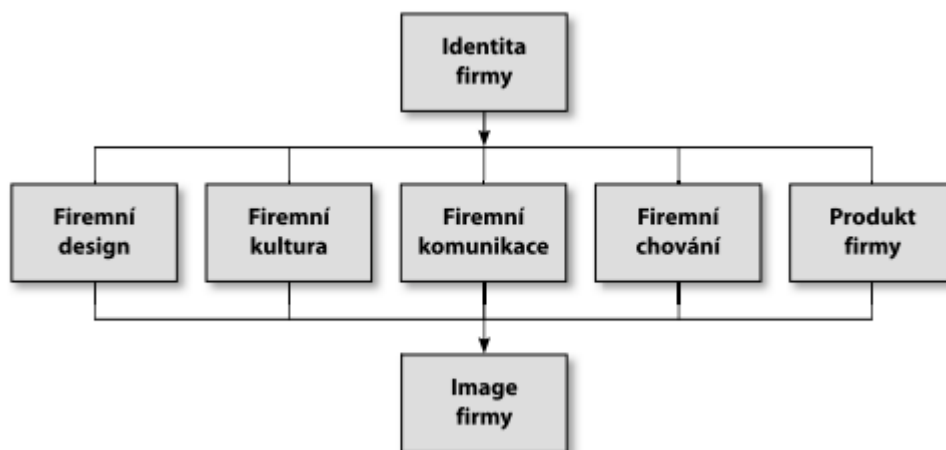 Identita
firmy
Firemní
design
Firemní
kultura
Firemní
komunikace
Firemní
chování
Produkt
firmy
Image
firmy